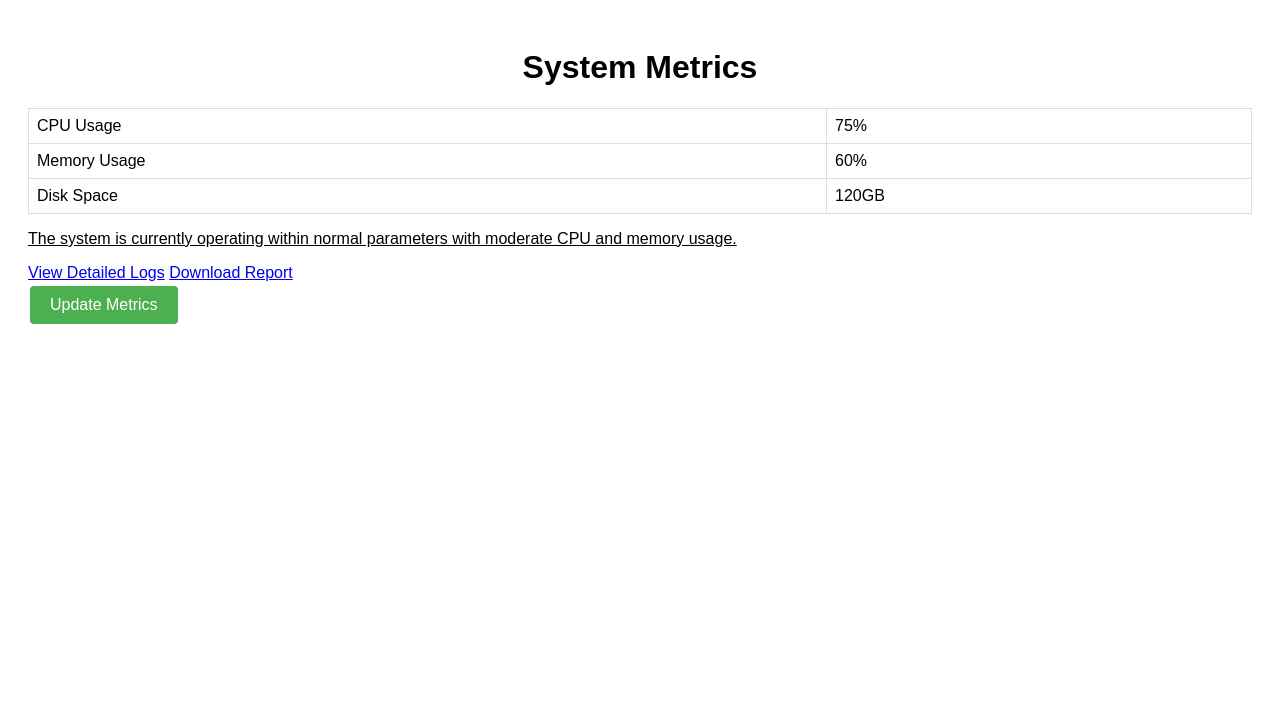 System Metrics
CPU Usage 75%
Memory Usage 60%
Disk Space 120GB
The system is currently operating within normal parameters with moderate CPU and memory usage.
View Detailed Logs Download Report
Update Metrics